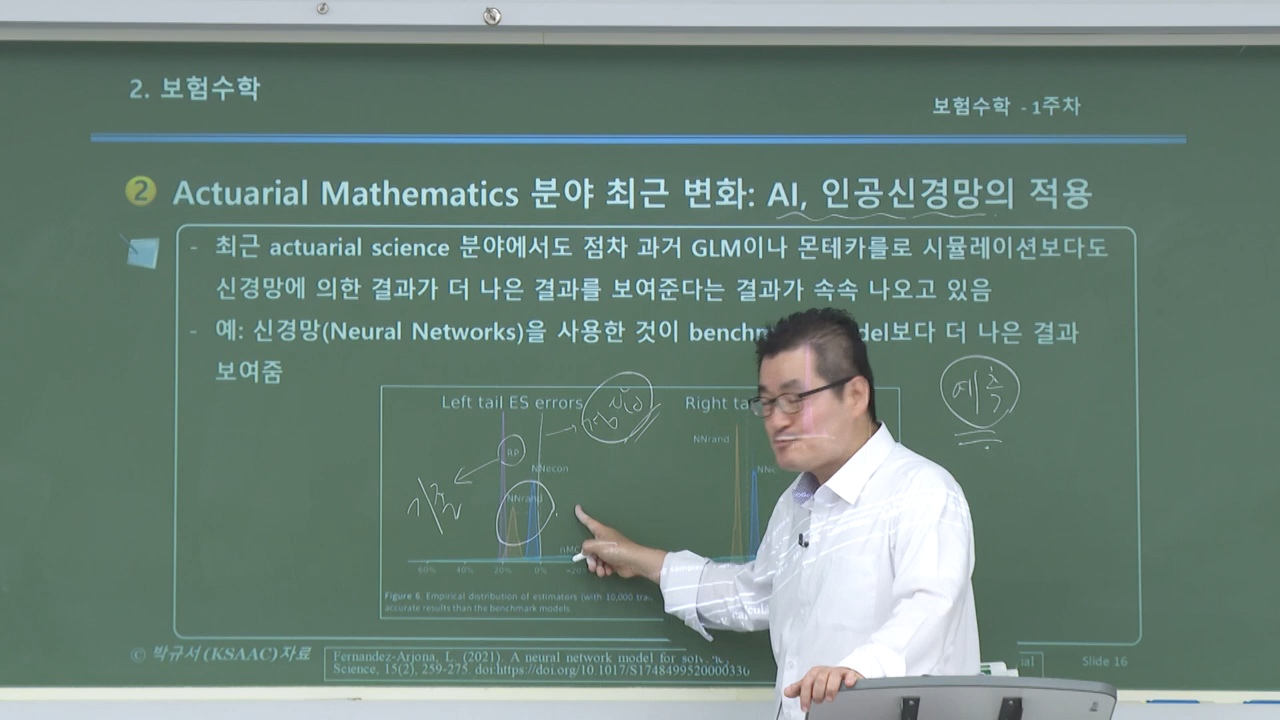 2. 보험수학
보험수학 - 1주차
2 Actuarial Mathematics 분야 최근 변화: AI, 인공신경망의 적용
- 최근 actuarial science 분야에서도 점차 과거 GLM이나 몬테카를로 시뮬레이션보다도
신경망에 의한 결과가 더 나은 결과를 보여준다는 결과가 속속 나오고 있음
- 예: 신경망(Neural Networks)을 사용한 것이 benchm del보다 더 나은 결과
보여줌
예측
Left tail ES errors
Right ta
NNrand
RP
NNecon
기존
NNrand
60% 40% 20% 0% -20
Figure 6. Empirical distribution of estimators (with 10,000 tra
accurate results than the benchmark models.
© 박규서(KSAAC)자료
Fernandez-Arjona, L. (2021) A neural network model for solv
Science, 15(2), 259-275. doi:https://doi.org/10.1017/S1748499520000336
Slide 16